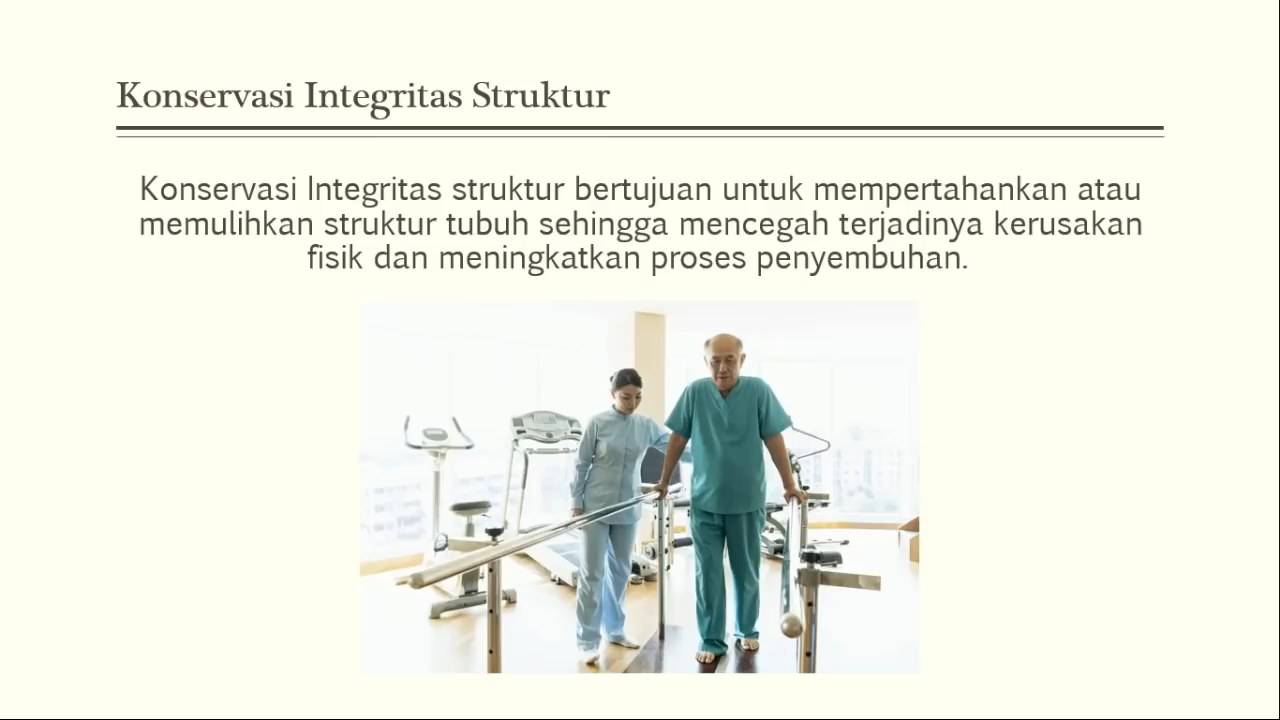 Konservasi Integritas Struktur
Konservasi Integritas struktur bertujuan untuk mempertahankan atau
memulihkan struktur tubuh sehingga mencegah terjadinya kerusakan
fisik dan meningkatkan proses penyembuhan.